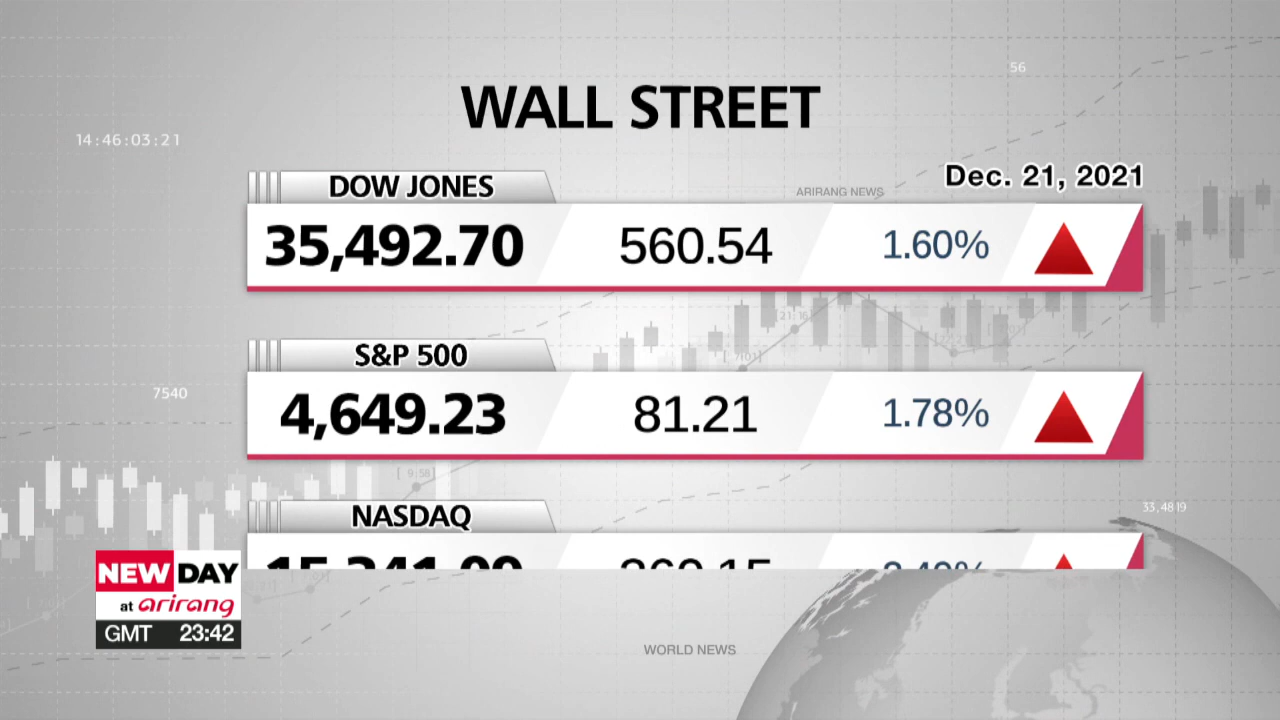 56
WALL STREET
14:46:03:21
Dec. 21, 2021
DOW JONES
ARIRANG NEWS
35,492.70 560.54 1.60%
S&P 500
7540
4,649.23 81.21 1.78%
[ 9:58]
NASDAQ
33,4819
NEW DAY
at arirang
GMT 23:42
WORLD NEWS